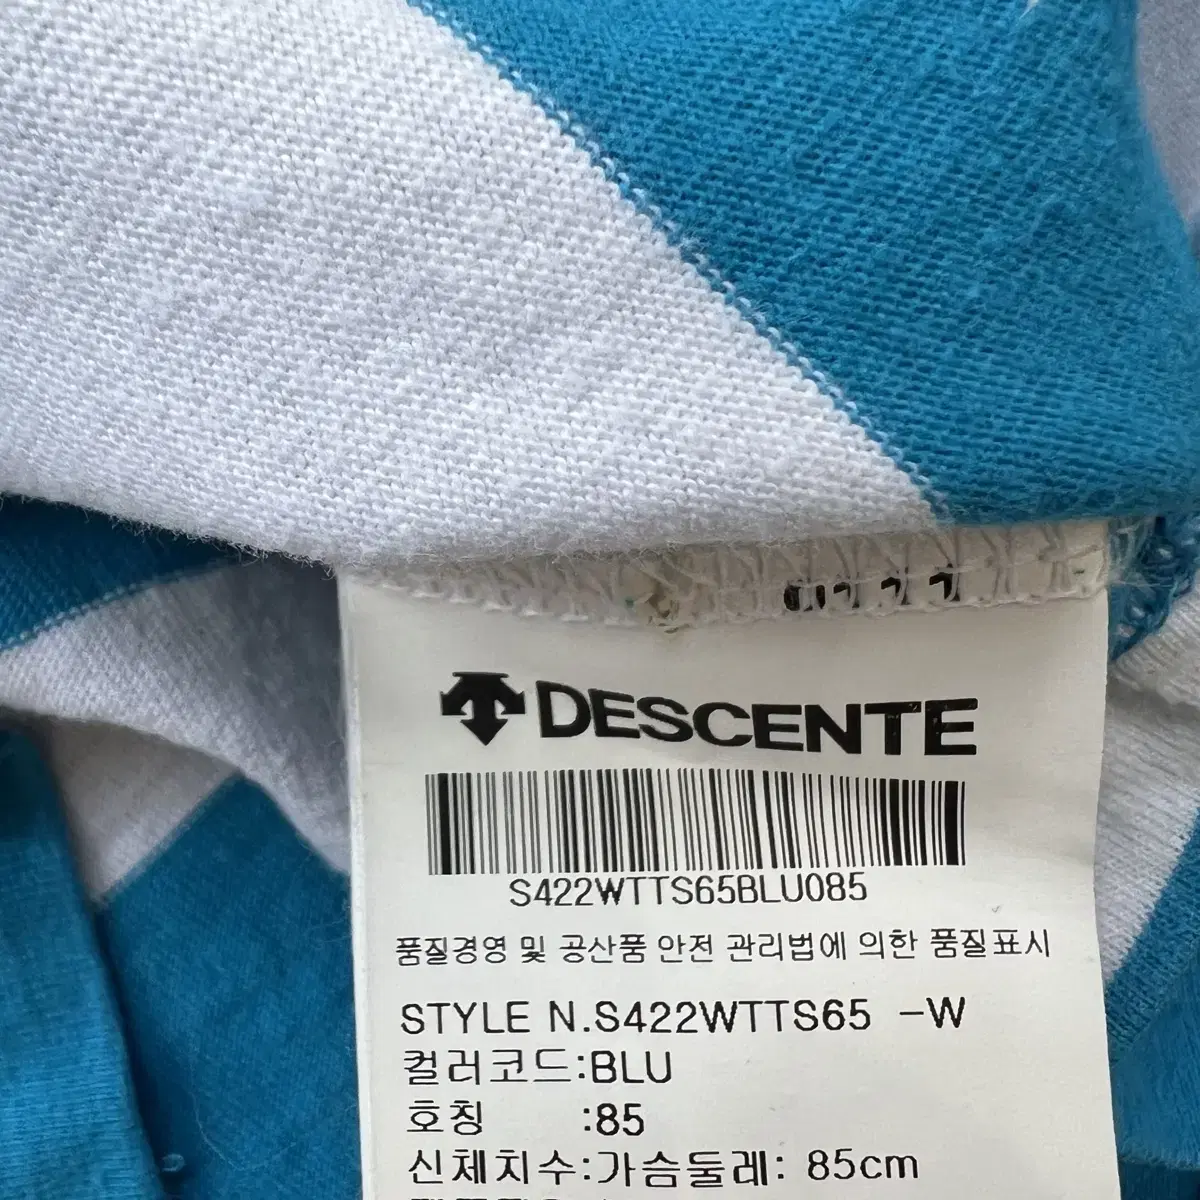 DESCENTE
S422WTTS65BLU085
품질경영 및 공산품 안전 관리법에 의한 품질표시
STYLE N.S422WTTS65 -W
컬러코드:BLU
호칭 :85
신체치수:가슴둘레: 85cm